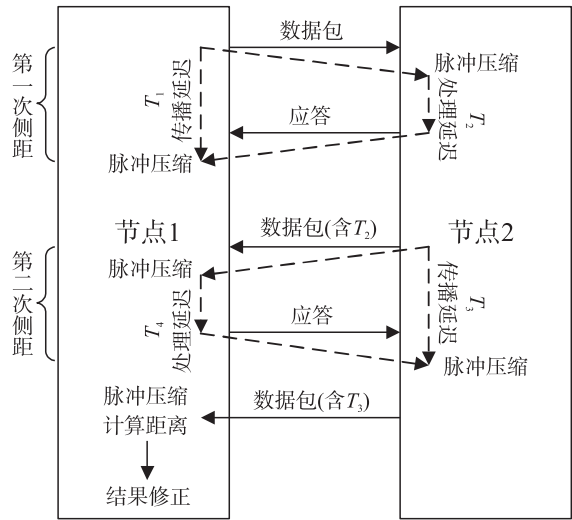 数据包
第一次侧距
T₁
传播延迟
脉冲压缩
处理延迟
T₂
应答
脉冲压缩
节点1
节点2
数据包(含T₂)
第二次侧距
脉冲压缩
T₄
处理延迟
传播延迟
T₃
应答
脉冲压缩
脉冲压缩
计算距离
数据包(含T₃)
结果修正